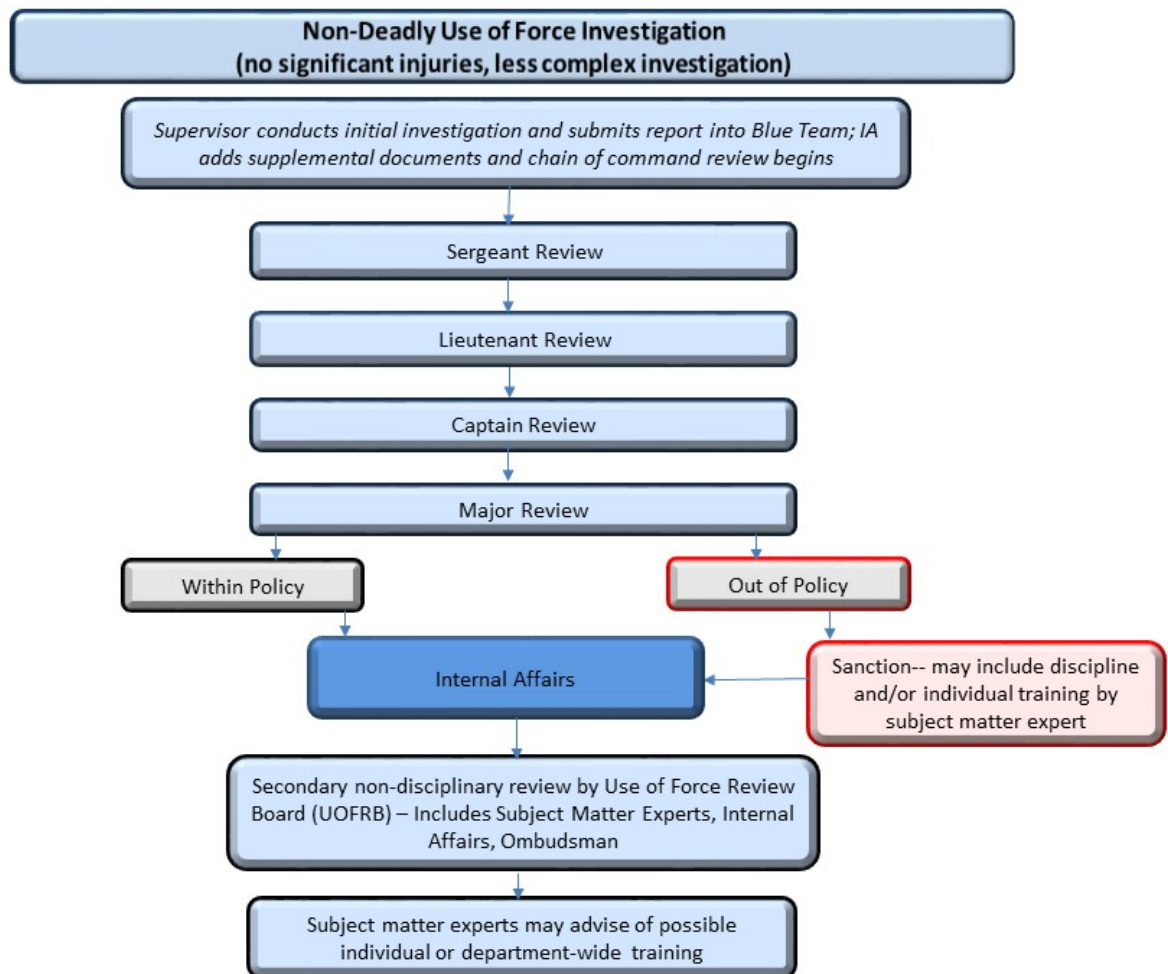 Non-Deadly Use of Force Investigation
(no significant injuries, less complex investigation)
Supervisor conducts initial investigation and submits report into Blue Team; IA
adds supplemental documents and chain of command review begins
Sergeant Review
Lieutenant Review
Captain Review
Major Review
Within Policy
Out of Policy
Internal Affairs
Sanction-- may include discipline
and/or individual training by
subject matter expert
Secondary non-disciplinary review by Use of Force Review
Board (UOFRB) – Includes Subject Matter Experts, Internal
Affairs, Ombudsman
Subject matter experts may advise of possible
individual or department-wide training